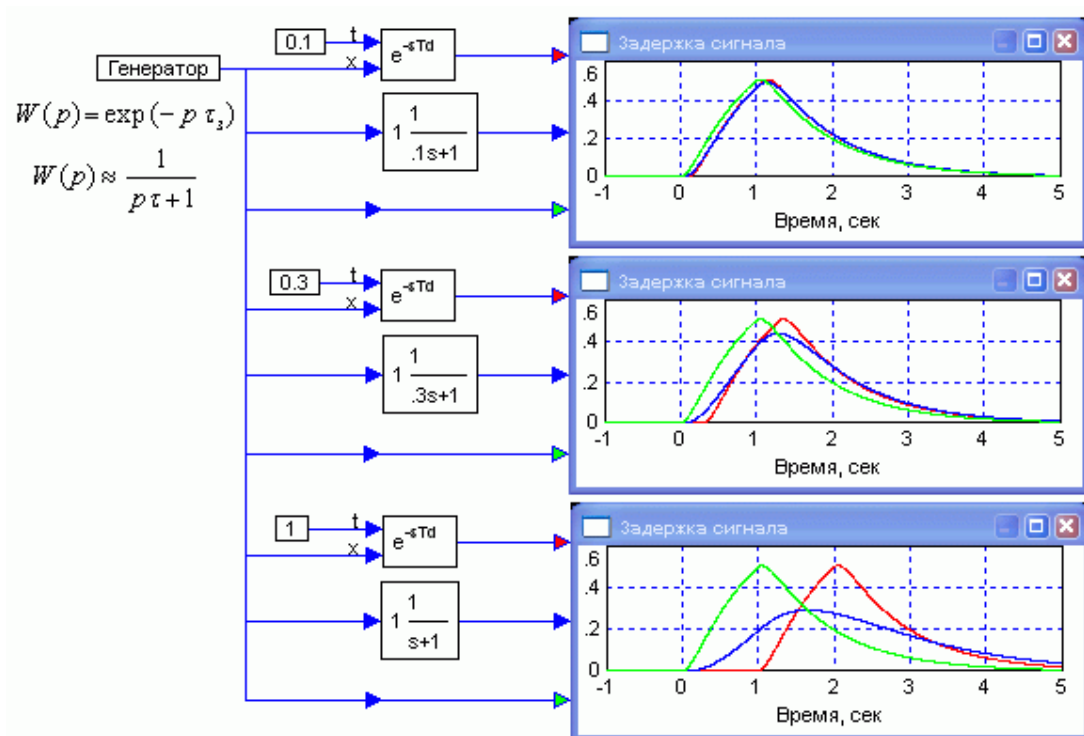 0.1
t
x
e^-sTd
Генератор
W(p)=exp(-p τ_з)
W(p)≈ 1/(pτ+1)
1 1/(.1s+1)
Задержка сигнала
.6
.4
.2
0
-1 0 1 2 3 4 5
Время, сек
0.3
t
x
e^-sTd
1 1/(.3s+1)
Задержка сигнала
.6
.4
.2
0
-1 0 1 2 3 4 5
Время, сек
1
t
x
e^-sTd
1 1/(s+1)
Задержка сигнала
.6
.4
.2
0
-1 0 1 2 3 4 5
Время, сек